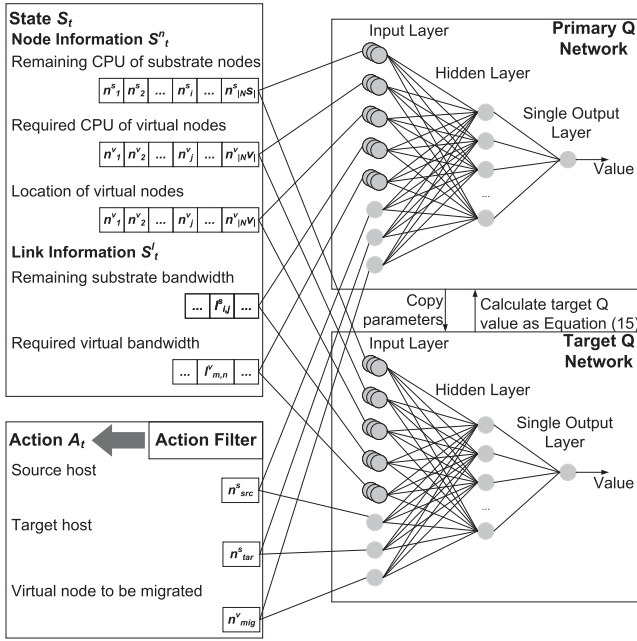 State S_t
Node Information S^n_t
Remaining CPU of substrate nodes
n^s_1 n^s_2 ... n^s_i ... n^s_|N^s|
Required CPU of virtual nodes
n^v_1 n^v_2 ... n^v_j ... n^v_|N^v|
Location of virtual nodes
n^v_1 n^v_2 ... n^v_j ... n^v_|N^v|
Link Information S^l_t
Remaining substrate bandwidth
... l^s_i,j ...
Required virtual bandwidth
... l^v_m,n ...
Action A_t
Action Filter
Source host
n^s_src
Target host
n^s_tar
Virtual node to be migrated
n^v_mig
Primary Q
Network
Input Layer
Hidden Layer
Single Output
Layer
Value
...
Copy
parameters
Calculate target Q
value as Equation (15)
Target Q
Network
Input Layer
Hidden Layer
Single Output
Layer
Value
...